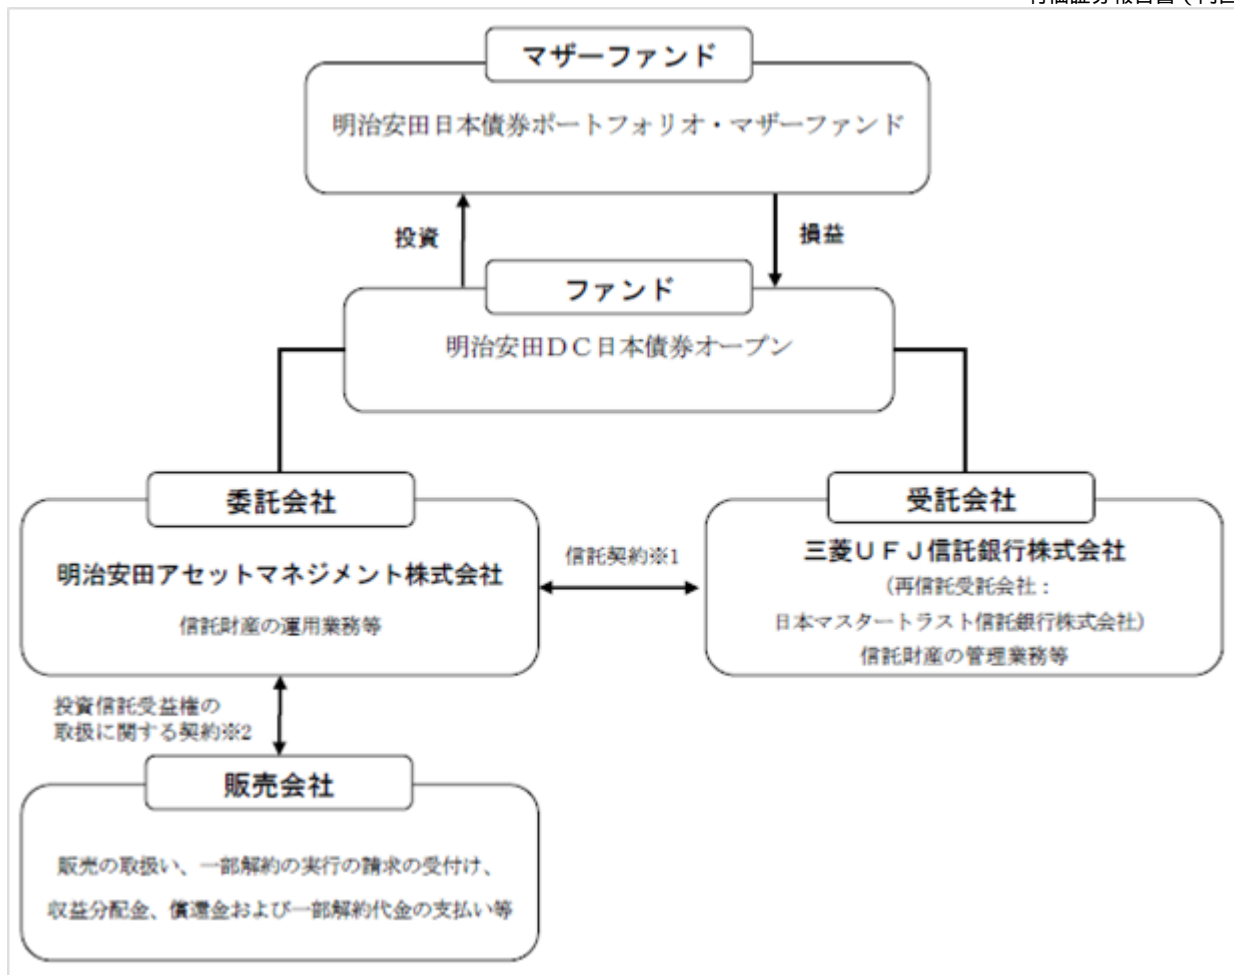 マザーファンド
明治安田日本債券ポートフォリオ・マザーファンド
投資
損益
ファンド
明治安田DC日本債券オープン
委託会社
明治安田アセットマネジメント株式会社
信託財産の運用業務等
信託契約※1
受託会社
三菱UFJ信託銀行株式会社
(再信託受託会社:
日本マスタートラスト信託銀行株式会社)
信託財産の管理業務等
投資信託受益権の
取扱に関する契約※2
販売会社
販売の取扱い、一部解約の実行の請求の受付け、
収益分配金、償還金および一部解約代金の支払い等